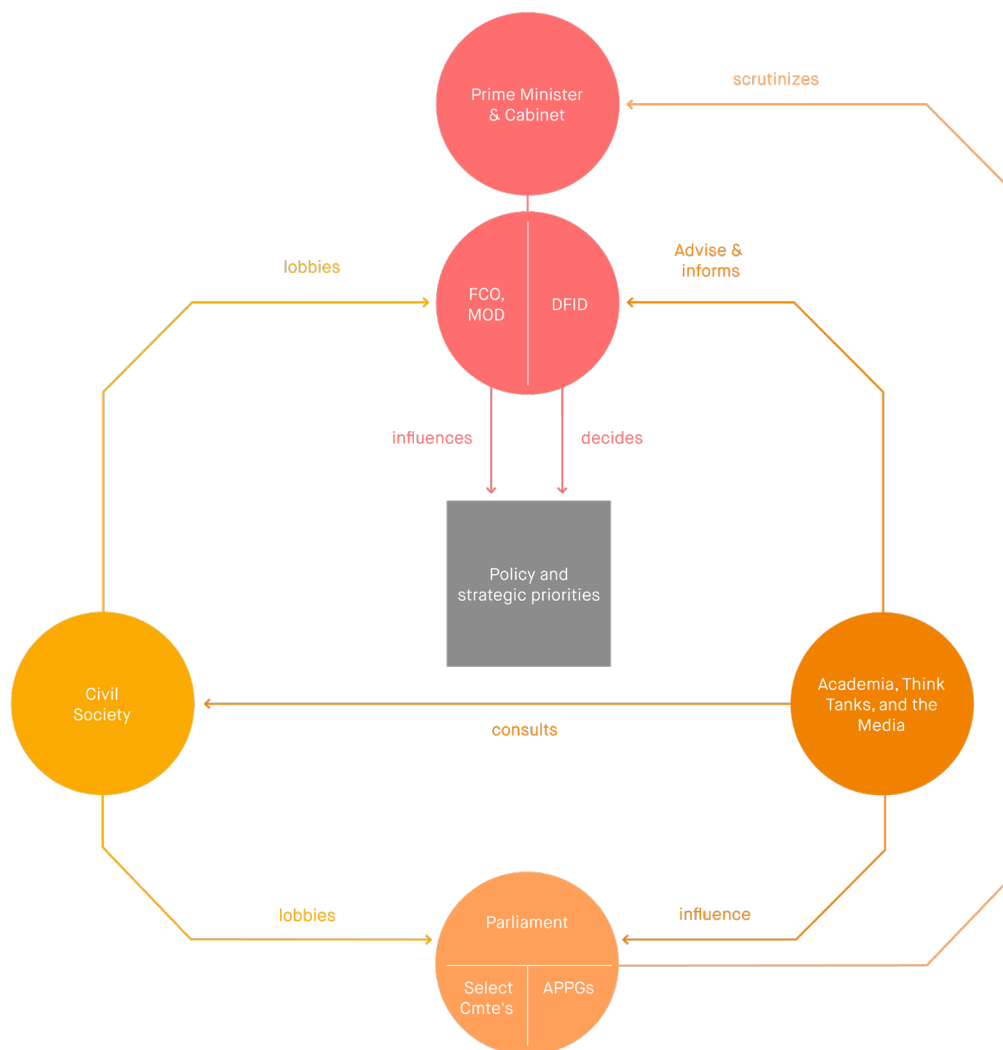 Prime Minister
& Cabinet
scrutinizes
lobbies
Advise &
informs
FCO,
MOD
DFID
influences
decides
Policy and
strategic priorities
Civil
Society
Academia, Think
Tanks, and the
Media
consults
lobbies
influence
Parliament
Select
Cmte's
APPGs